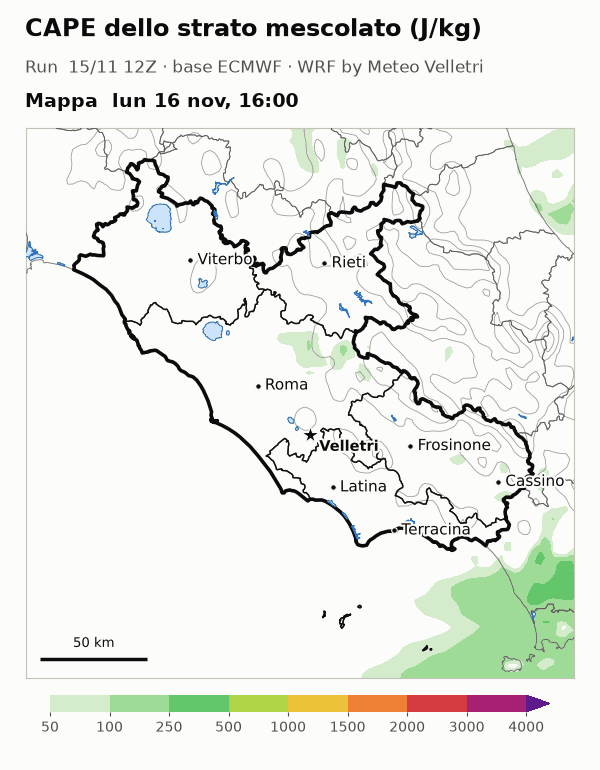 CAPE dello strato mescolato (J/kg)
Run  15/11 12Z · base ECMWF · WRF by Meteo Velletri
Mappa  lun 16 nov, 16:00
Viterbo
Rieti
Roma
Velletri
Frosinone
Cassino
Latina
Terracina
50 km
50 100 250 500 1000 1500 2000 3000 4000